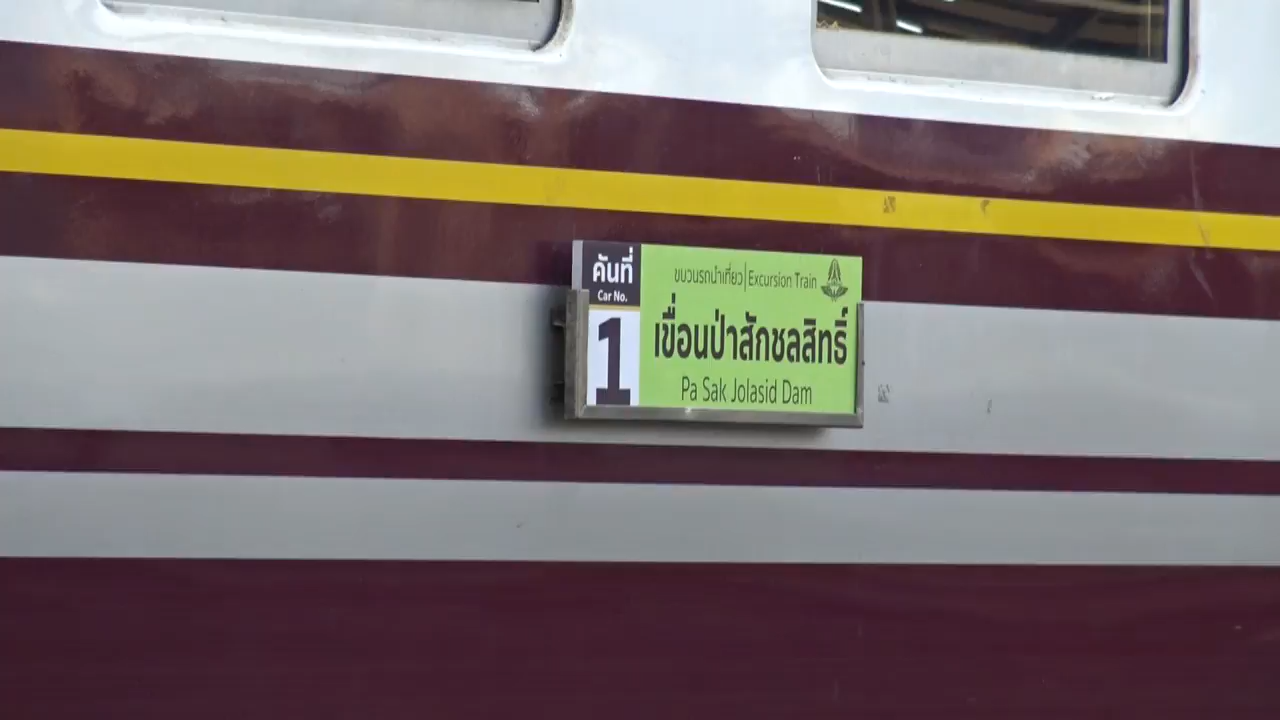 คันที่
Car No.
1
ขบวนรถนำเที่ยว|Excursion Train
เขื่อนป่าสักชลสิทธิ์
Pa Sak Jolasid Dam